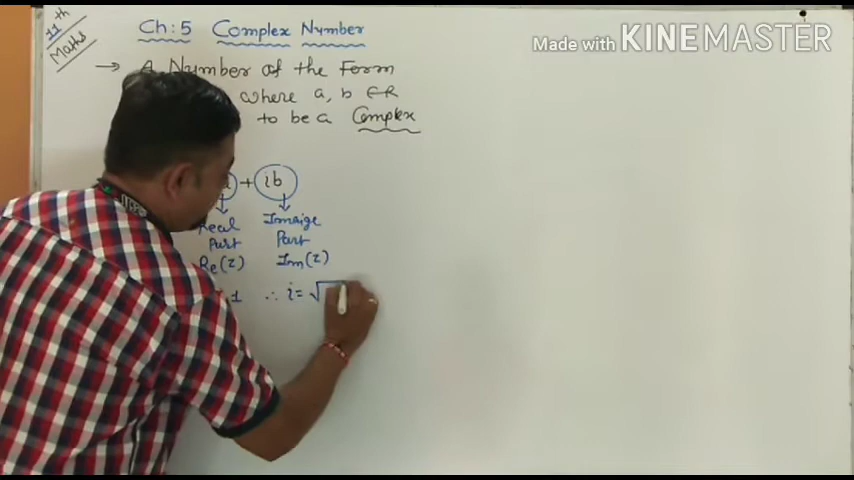 11th
Maths
Ch:5 Complex Number
Made with KINEMASTER
→ A Number of the Form
where a, b ∈ R
to be a Complex
+ ib
Real Imaige
Part Part
Re(z) Im(z)
1 ∴ i = √